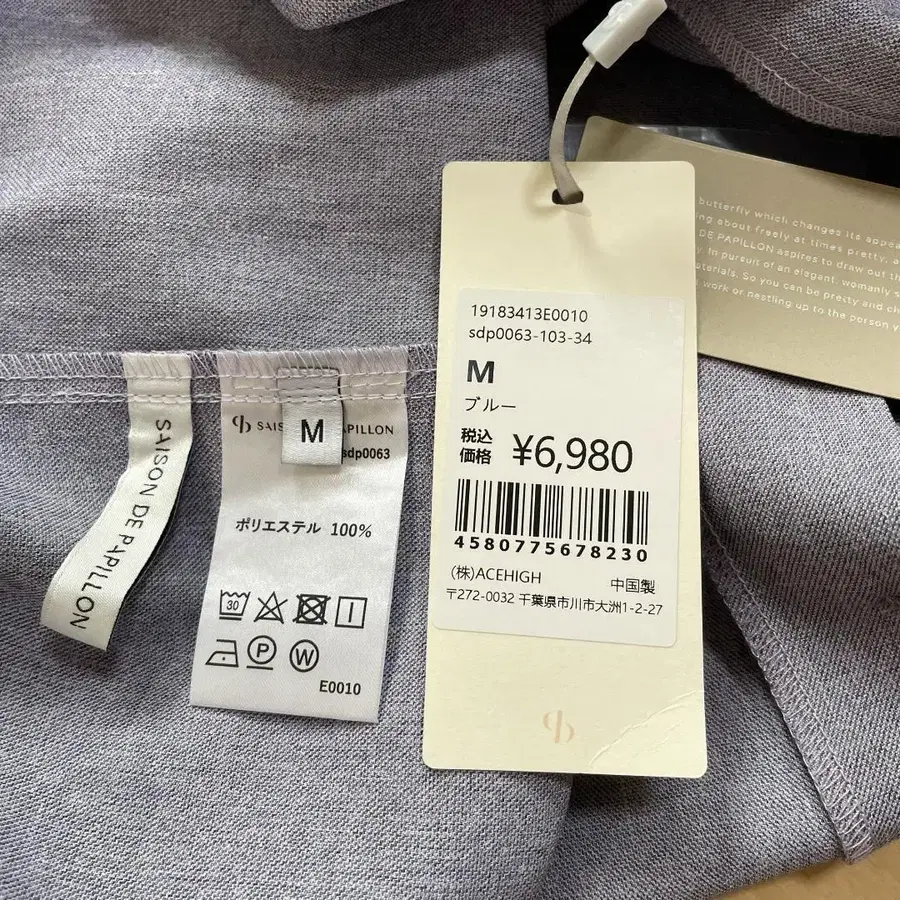 butterfly which changes its appea
ing about freely at times pretty, a
DE PAPILLON aspires to draw out th
y. In pursuit of an elegant, womanly s
aterials. So you can be pretty and ch
work or nestling up to the person y
19183413E0010
sdp0063-103-34
M
ブルー
税込
価格 ¥6,980
4580775678230
(株)ACEHIGH 中国製
〒272-0032 千葉県市川市大洲1-2-27
SAISON DE PAPILLON
SAIS APILLON
M
sdp0063
ポリエステル 100%
30
P W
E0010